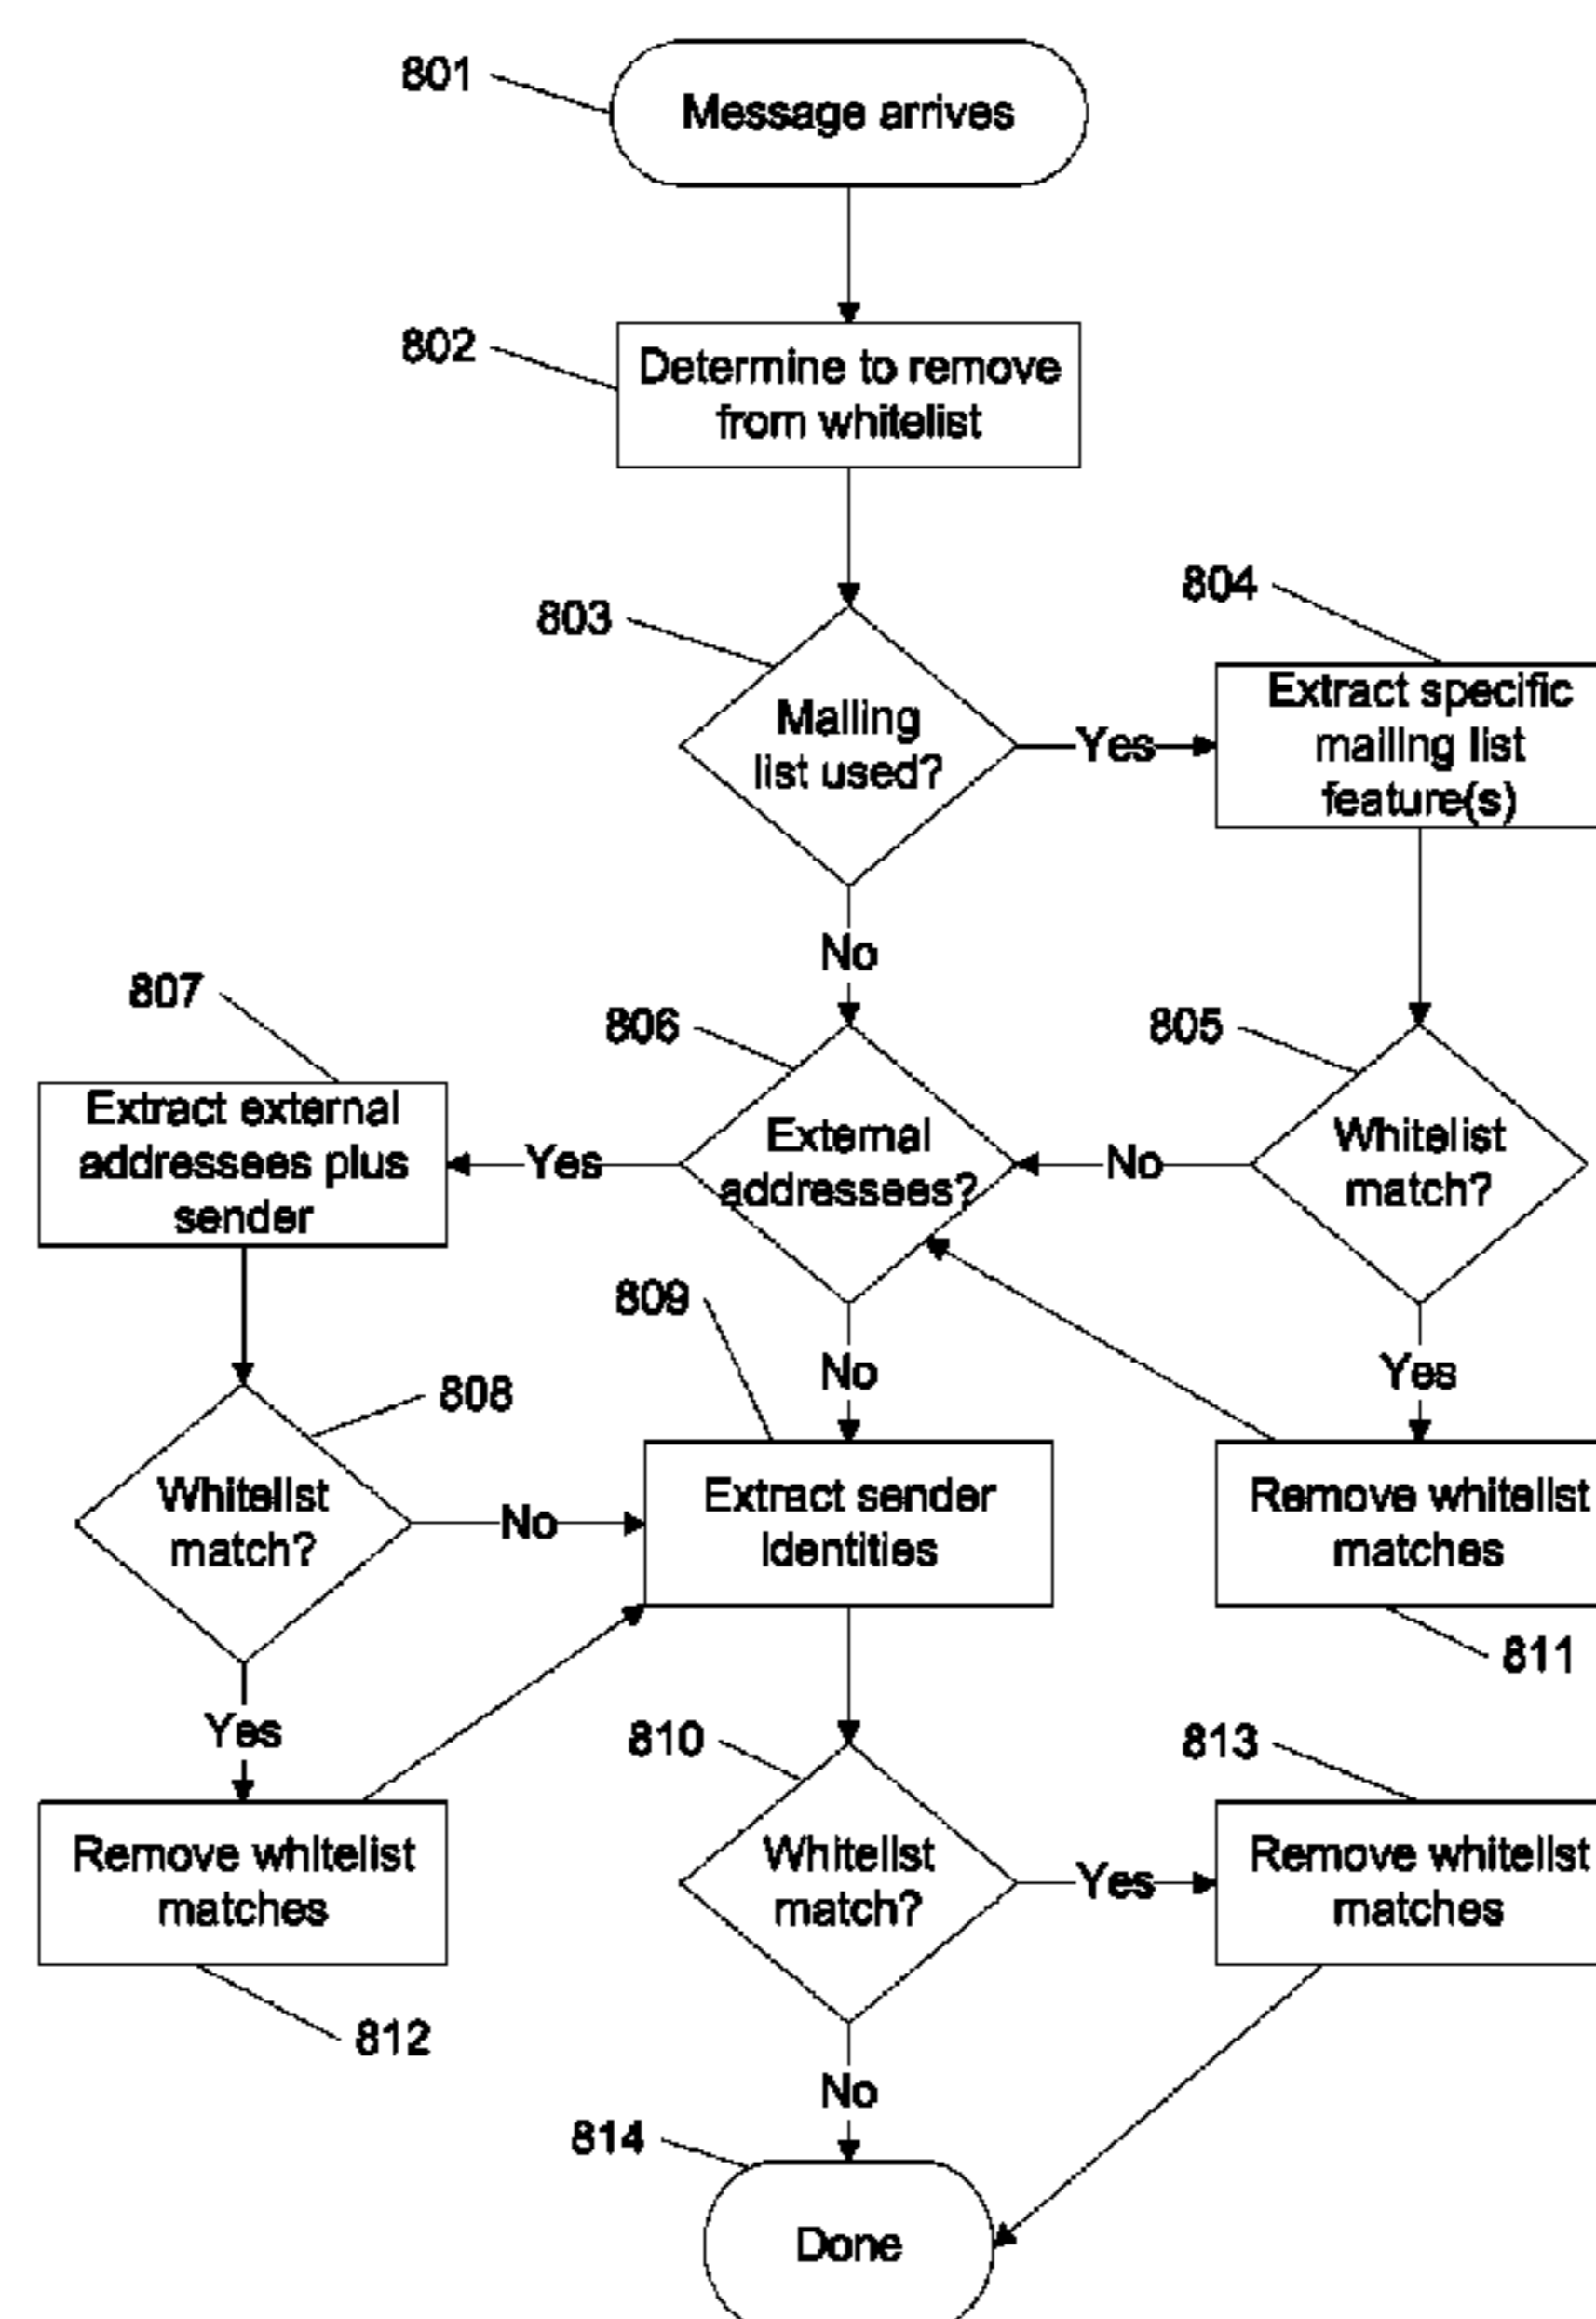 801
Message arrives
802
Determine to remove
from whitelist
803
Mailing
list used?
Yes
804
Extract specific
mailing list
feature(s)
No
807
806
805
Extract external
addressees plus
sender
Yes
External
addressees?
No
Whitelist
match?
809
808
No
Yes
Whitelist
match?
No
Extract sender
identities
Remove whitelist
matches
811
Yes
810
813
Remove whitelist
matches
Whitelist
match?
Yes
Remove whitelist
matches
812
No
814
Done